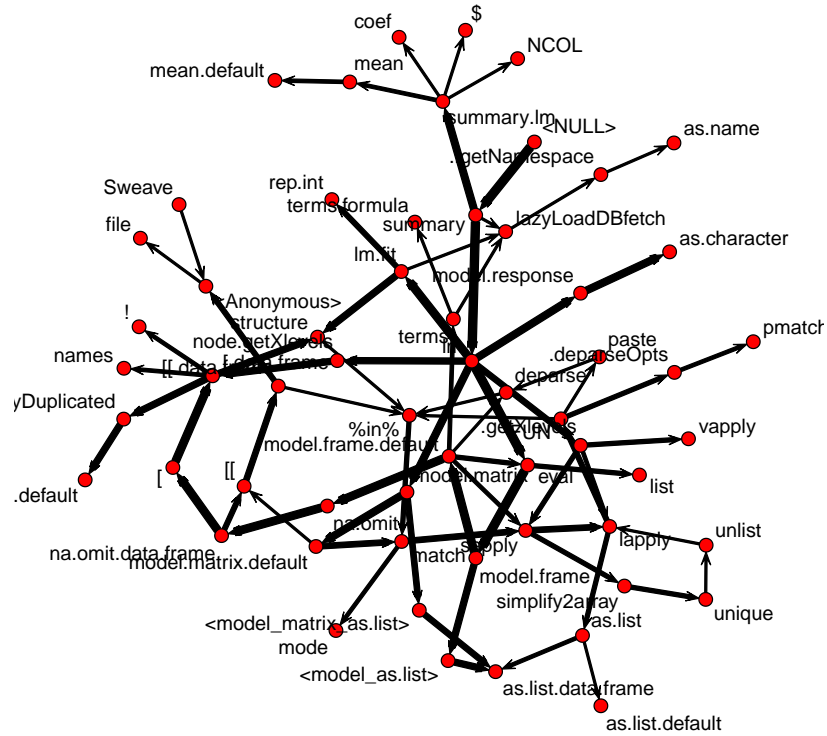 coef
$
NCOL
mean
mean.default
summary.lm
<NULL>
as.name
.getNamespace
Sweave
rep.int
terms.formula
summary
lazyLoadDBfetch
file
lm.fit
as.character
model.response
<Anonymous>
structure
!
node.getXlevels
terms
paste
pmatch
names
[[.data.frame
.deparseOpts
deparse
yDuplicated
%in%
.getXlevels
vapply
model.frame.default
[
[[
model.matrix
eval
list
.default
na.omit
unlist
na.omit.data.frame
model.matrix.default
match
sapply
lapply
model.frame
simplify2array
unique
<model_matrix_as.list>
as.list
mode
<model_as.list>
as.list.data.frame
as.list.default